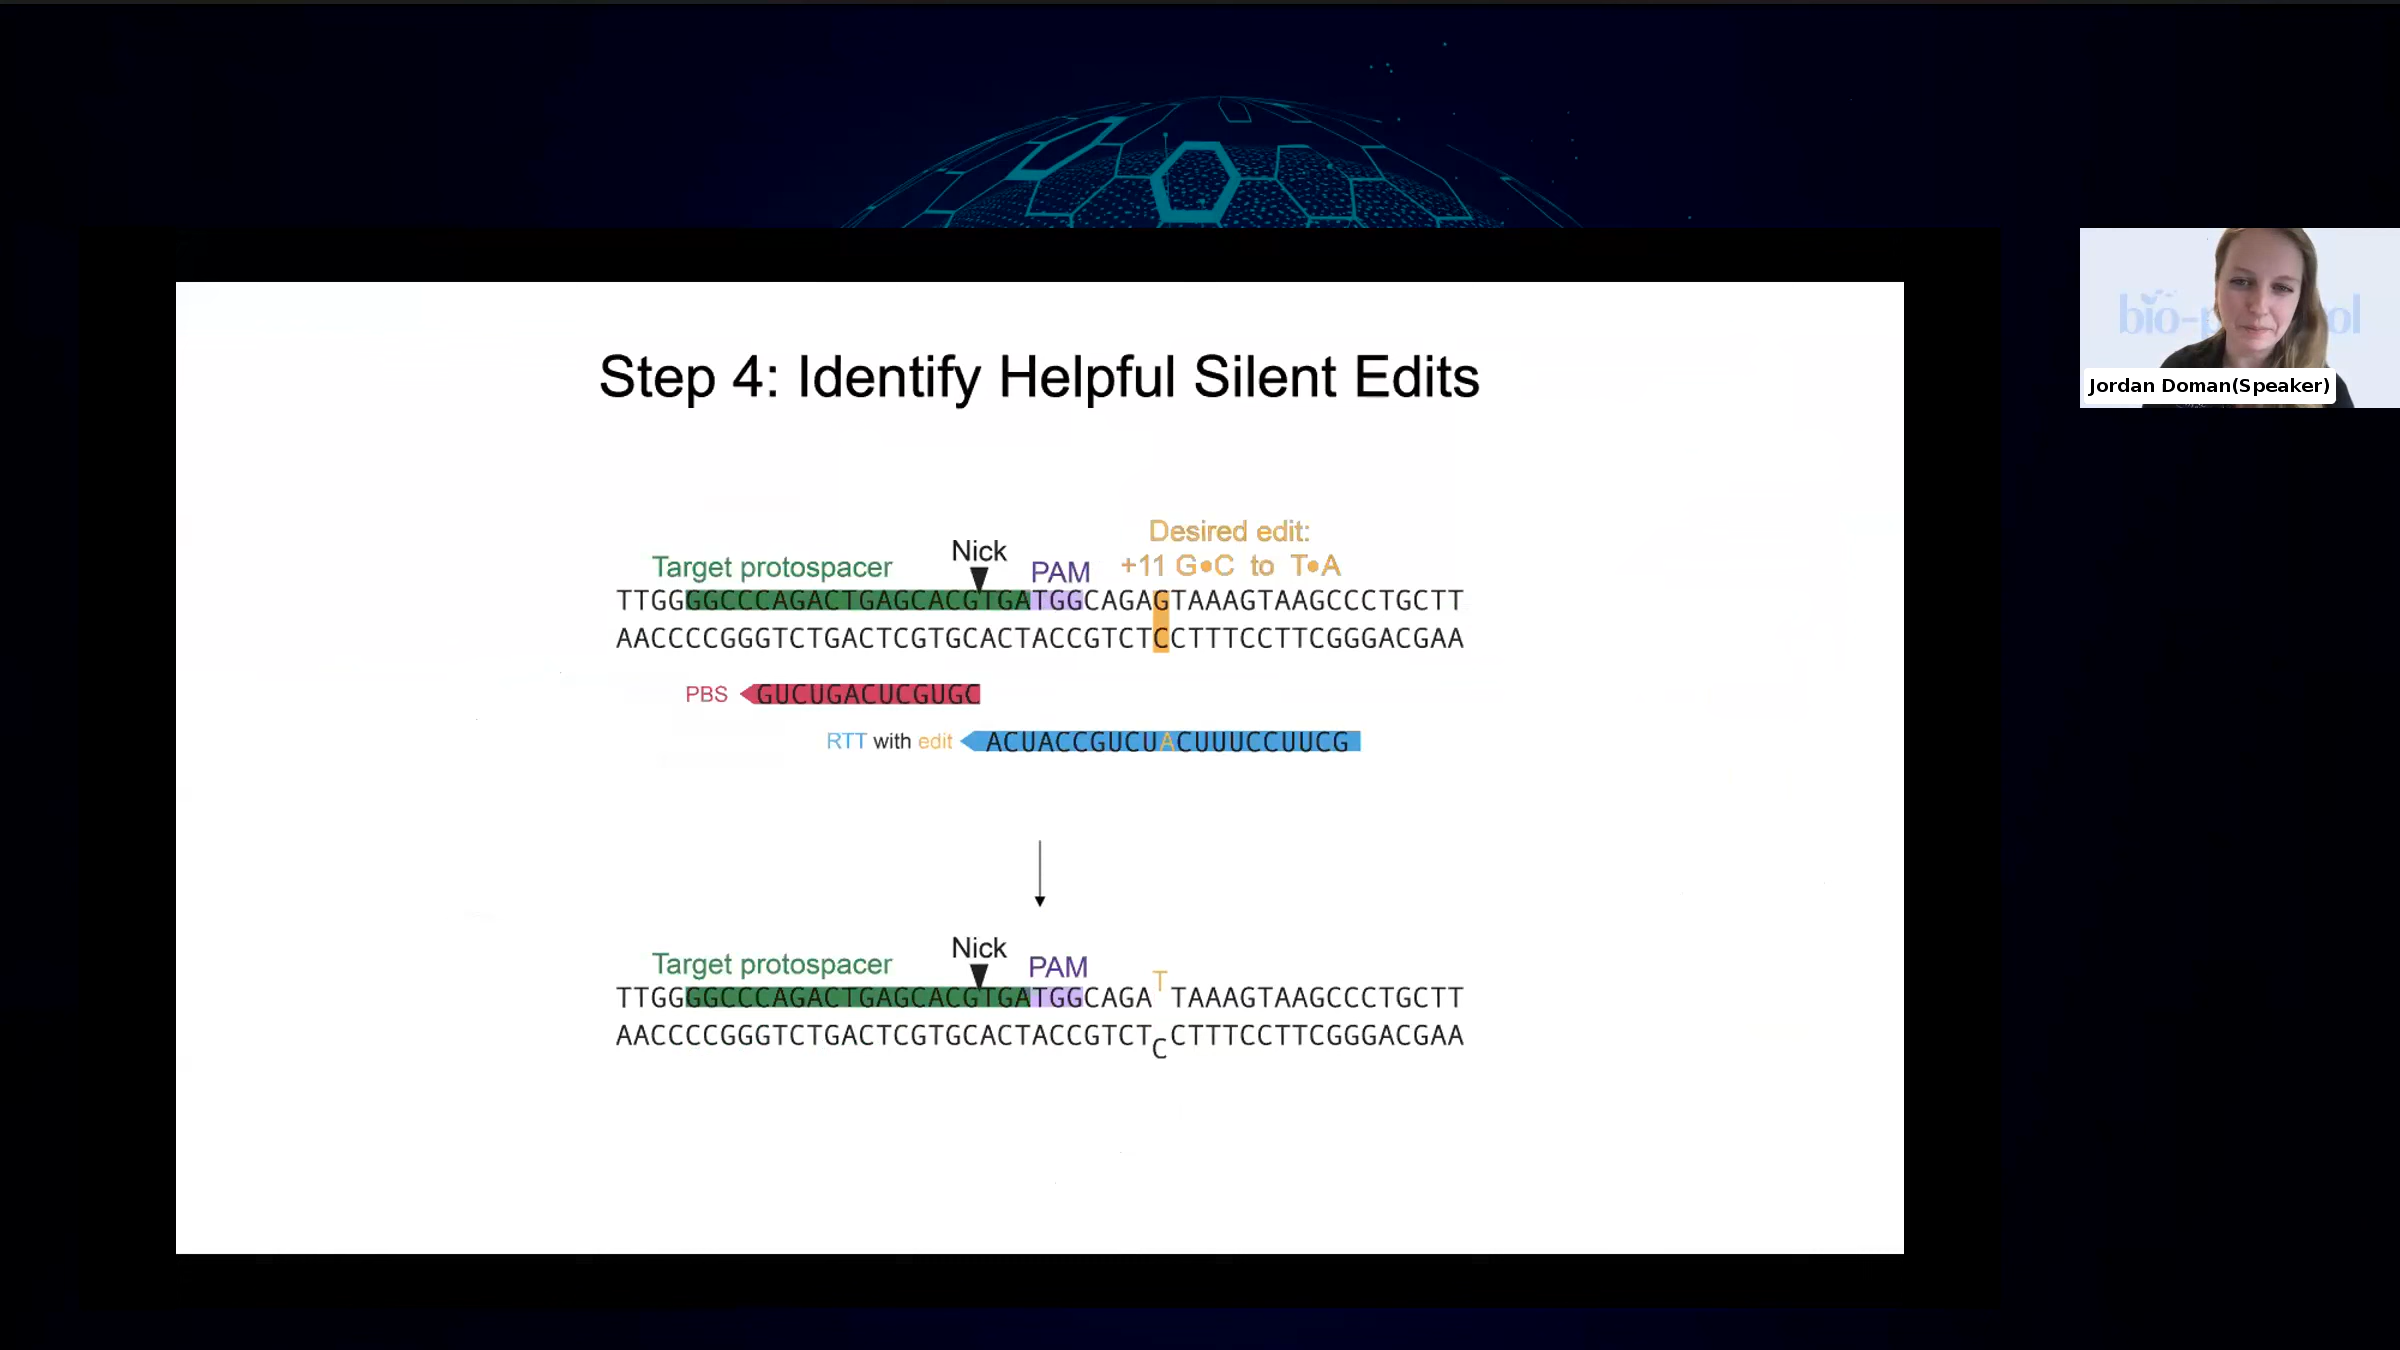 Step 4: Identify Helpful Silent Edits
Desired edit:
+11 G•C to T•A
Nick
Target protospacer
PAM
TTGGGGCCCAGACTGAGCACGTGATGGCAGAGTAAAGTAAGCCCTGCTT
AACCCCGGGTCTGACTCGTGCACTACCGTCTCCTTTCCTTCGGGACGAA
PBS GUCUGACUCGUGC
RTT with edit ACUACCGUCUACUUUCCUUCG
Nick
Target protospacer
PAM
T
TTGGGGCCCAGACTGAGCACGTGATGGCAGA TAAAGTAAGCCCTGCTT
AACCCCGGGTCTGACTCGTGCACTACCGTCT CTTTCCTTCGGGACGAA
C
Jordan Doman(Speaker)